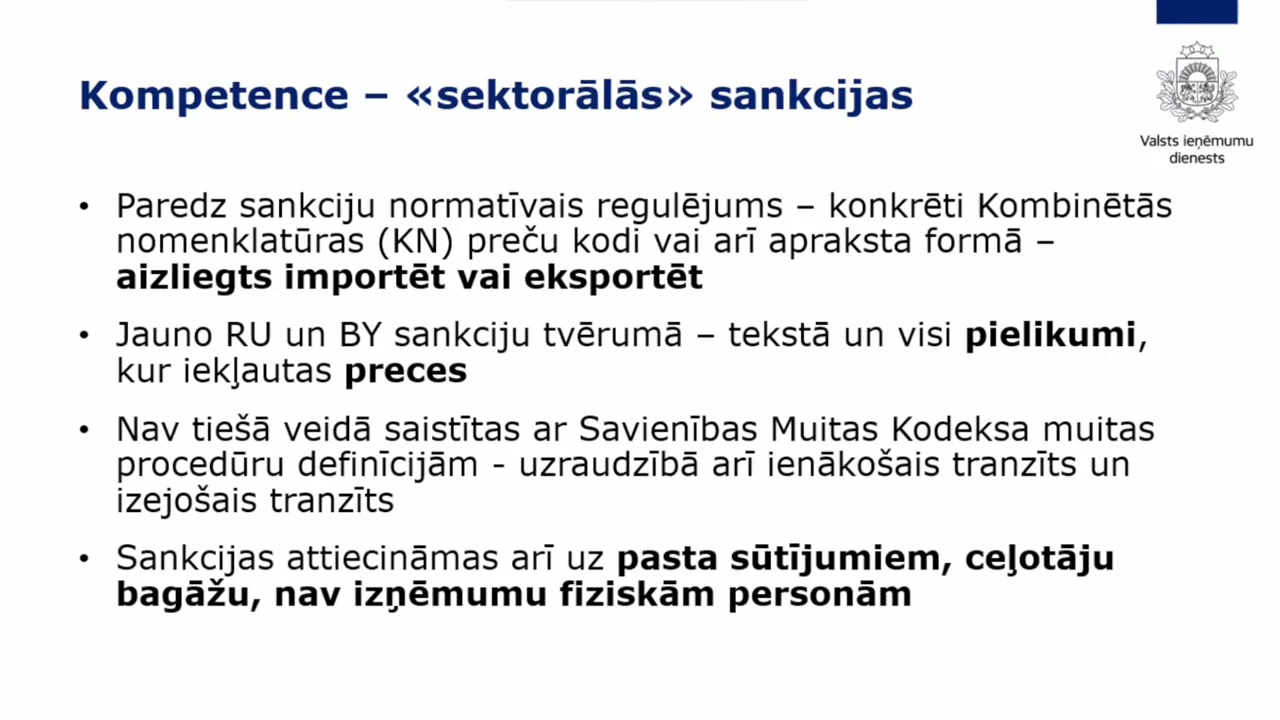 Kompetence – «sektorālās» sankcijas
Valsts ieņēmumu
dienests
• Paredz sankciju normatīvais regulējums – konkrēti Kombinētās
nomenklatūras (KN) preču kodi vai arī apraksta formā –
aizliegts importēt vai eksportēt
• Jauno RU un BY sankciju tvērumā – tekstā un visi pielikumi,
kur iekļautas preces
• Nav tiešā veidā saistītas ar Savienības Muitas Kodeksa muitas
procedūru definīcijām - uzraudzībā arī ienākošais tranzīts un
izejošais tranzīts
• Sankcijas attiecināmas arī uz pasta sūtījumiem, ceļotāju
bagāžu, nav izņēmumu fiziskām personām